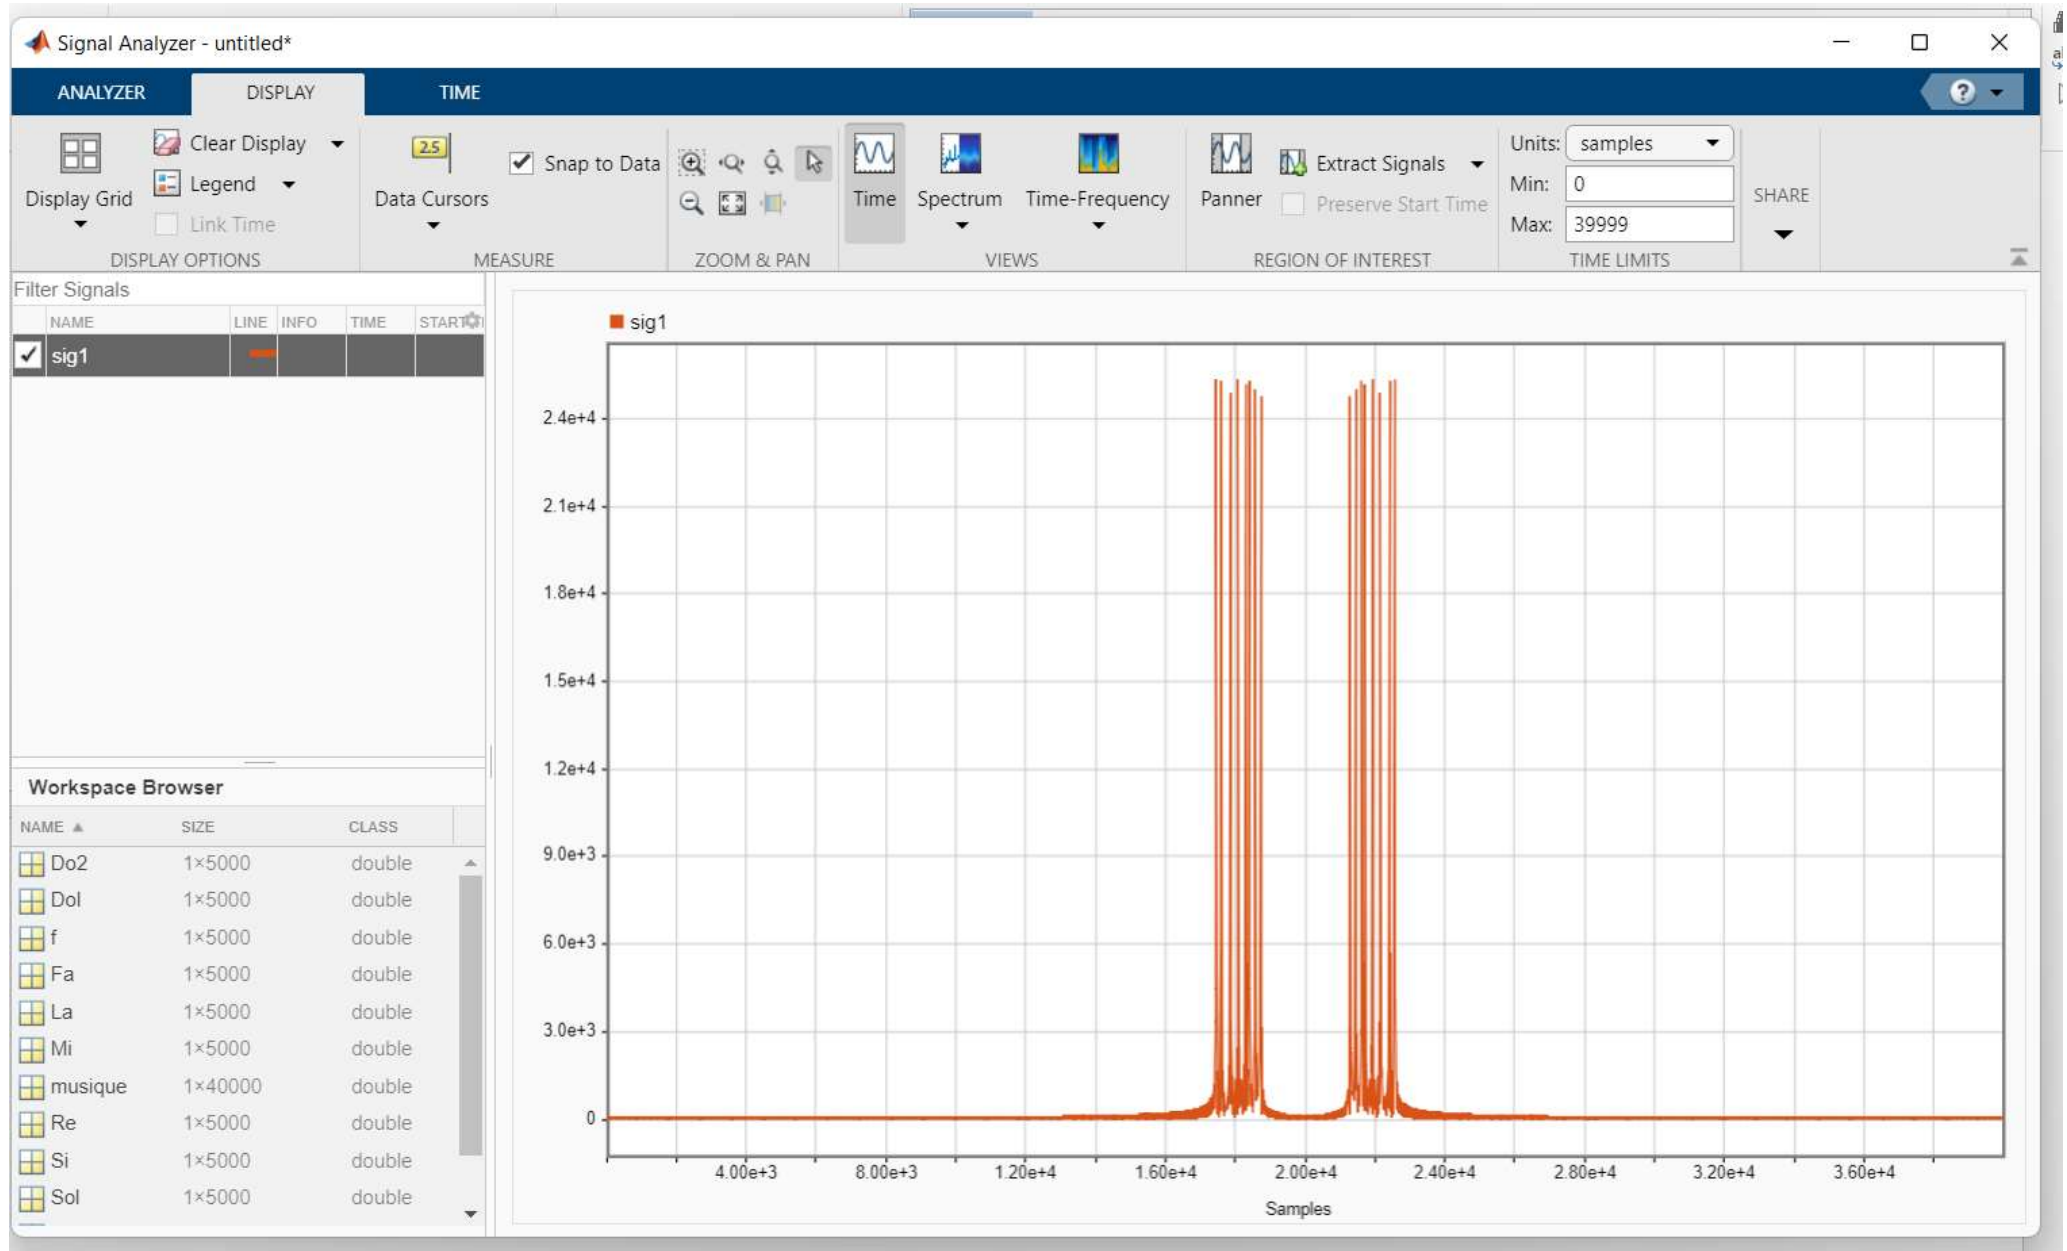 Signal Analyzer - untitled*
ANALYZER DISPLAY TIME
Display Grid
Clear Display
Legend
Link Time
DISPLAY OPTIONS
2.5
Data Cursors
Snap to Data
MEASURE
ZOOM & PAN
Time
Spectrum
Time-Frequency
VIEWS
Panner
Extract Signals
Preserve Start Time
REGION OF INTEREST
Units: samples
Min: 0
Max: 39999
TIME LIMITS
SHARE
?
Filter Signals
NAME LINE INFO TIME START
sig1
Workspace Browser
NAME SIZE CLASS
Do2 1×5000 double
DoI 1×5000 double
f 1×5000 double
Fa 1×5000 double
La 1×5000 double
Mi 1×5000 double
musique 1×40000 double
Re 1×5000 double
Si 1×5000 double
Sol 1×5000 double
sig1
2.4e+4
2.1e+4
1.8e+4
1.5e+4
1.2e+4
9.0e+3
6.0e+3
3.0e+3
0
4.00e+3 8.00e+3 1.20e+4 1.60e+4 2.00e+4 2.40e+4 2.80e+4 3.20e+4 3.60e+4
Samples